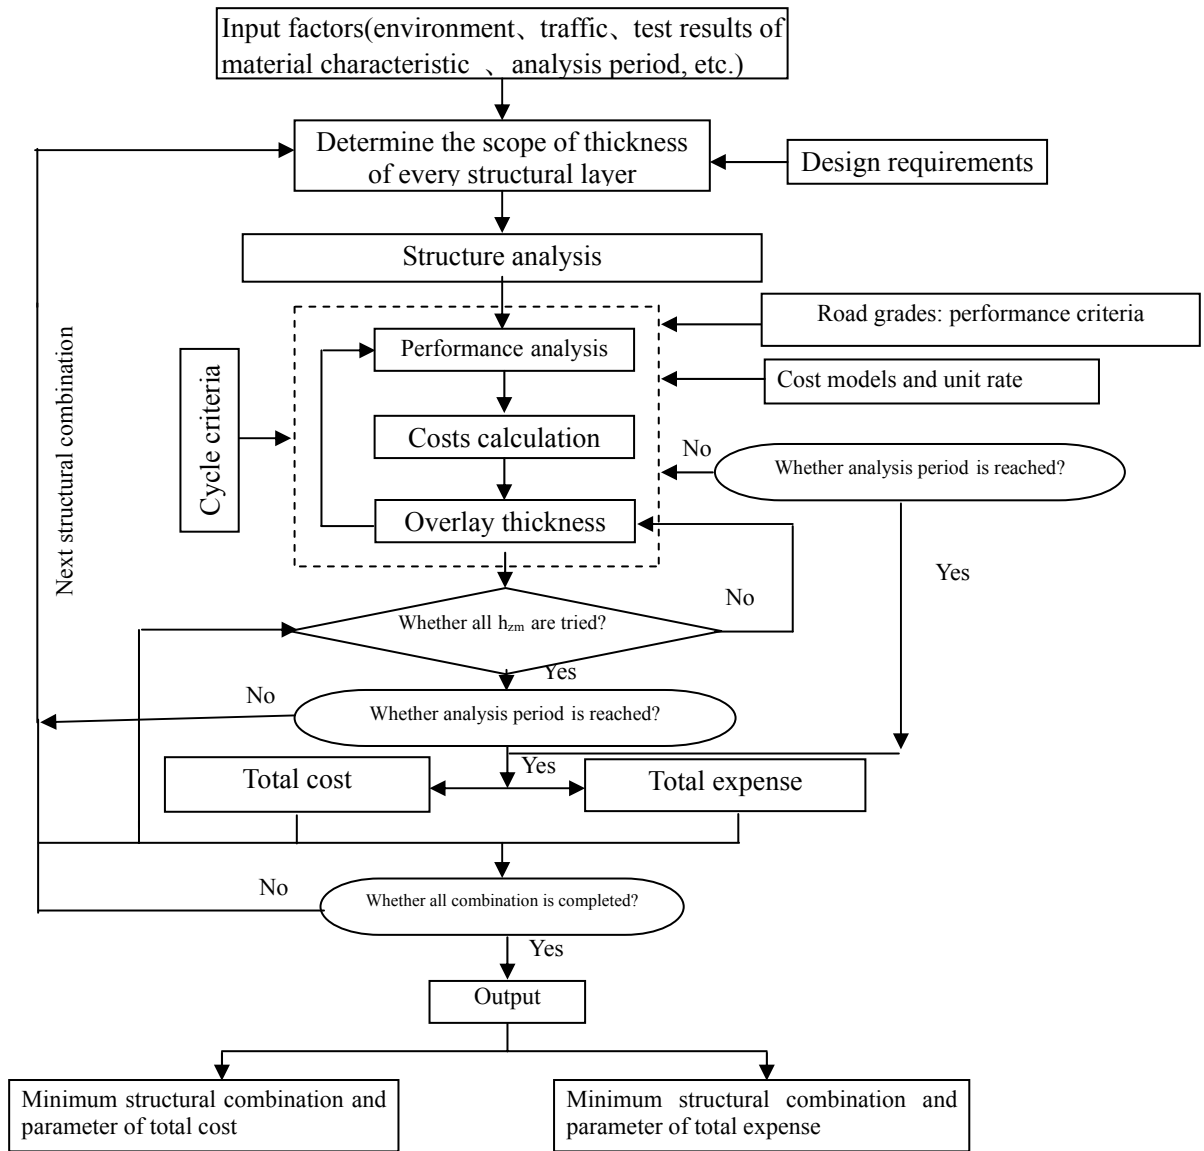 Input factors(environment、traffic、test results of
material characteristic 、analysis period, etc.)
Determine the scope of thickness
of every structural layer
Design requirements
Structure analysis
Road grades: performance criteria
Performance analysis
Cost models and unit rate
Cycle criteria
Next structural combination
Costs calculation
No
Whether analysis period is reached?
Overlay thickness
Yes
No
Whether all hzm are tried?
Yes
No
Whether analysis period is reached?
Yes
Total cost
Total expense
No
Whether all combination is completed?
Yes
Output
Minimum structural combination and
parameter of total cost
Minimum structural combination and
parameter of total expense